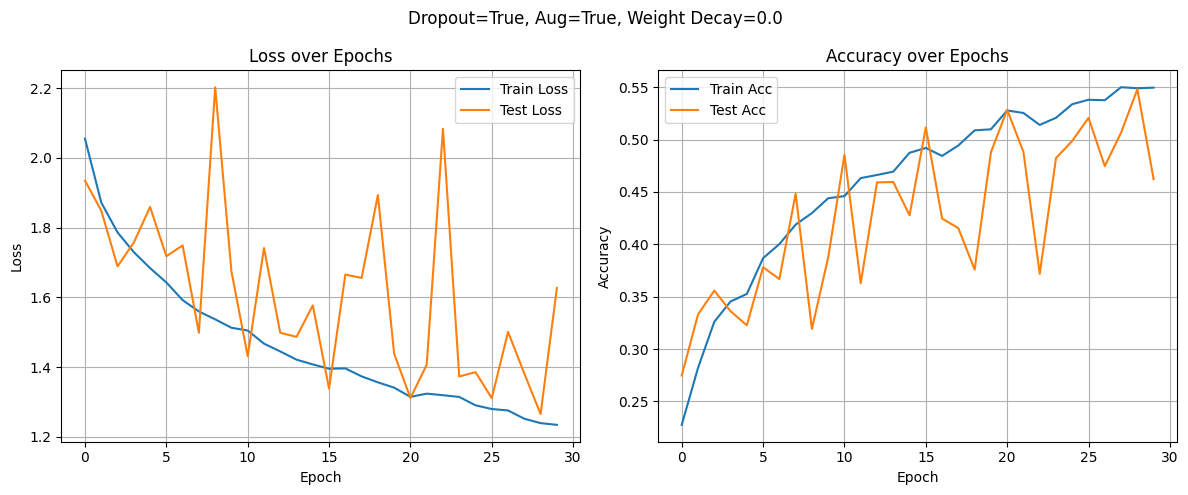 Dropout=True, Aug=True, Weight Decay=0.0
Loss over Epochs
Train Loss
Test Loss
2.2
2.0
1.8
1.6
1.4
1.2
Loss
0
5
10
15
20
25
30
Epoch
Accuracy over Epochs
Train Acc
Test Acc
0.55
0.50
0.45
0.40
0.35
0.30
0.25
Accuracy
0
5
10
15
20
25
30
Epoch